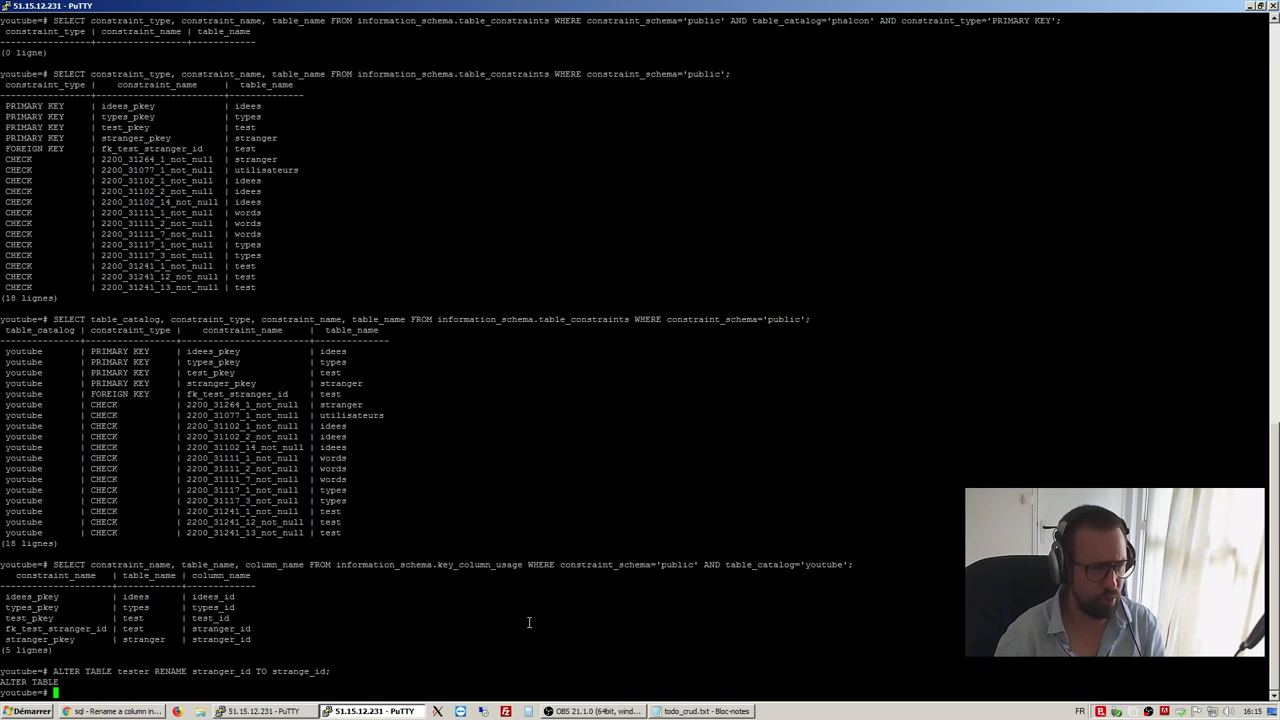 51.15.12.231 - PuTTY
youtube=# SELECT constraint_type, constraint_name, table_name FROM information_schema.table_constraints WHERE constraint_schema='public' AND table_catalog='phalcon' AND constraint_type='PRIMARY KEY';
constraint_type | constraint_name | table_name
-----------------+-----------------+------------
(0 ligne)
youtube=# SELECT constraint_type, constraint_name, table_name FROM information_schema.table_constraints WHERE constraint_schema='public';
constraint_type | constraint_name | table_name
-----------------+-----------------------+--------------
PRIMARY KEY | idees_pkey | idees
PRIMARY KEY | types_pkey | types
PRIMARY KEY | test_pkey | test
PRIMARY KEY | stranger_pkey | stranger
FOREIGN KEY | fk_test_stranger_id | test
CHECK | 2200_31264_1_not_null | stranger
CHECK | 2200_31077_1_not_null | utilisateurs
CHECK | 2200_31102_1_not_null | idees
CHECK | 2200_31102_2_not_null | idees
CHECK | 2200_31102_14_not_null | idees
CHECK | 2200_31111_1_not_null | words
CHECK | 2200_31111_2_not_null | words
CHECK | 2200_31111_7_not_null | words
CHECK | 2200_31117_1_not_null | types
CHECK | 2200_31117_3_not_null | types
CHECK | 2200_31241_1_not_null | test
CHECK | 2200_31241_12_not_null | test
CHECK | 2200_31241_13_not_null | test
(18 lignes)
youtube=# SELECT table_catalog, constraint_type, constraint_name, table_name FROM information_schema.table_constraints WHERE constraint_schema='public';
table_catalog | constraint_type | constraint_name | table_name
---------------+-----------------+------------------------+--------------
youtube | PRIMARY KEY | idees_pkey | idees
youtube | PRIMARY KEY | types_pkey | types
youtube | PRIMARY KEY | test_pkey | test
youtube | PRIMARY KEY | stranger_pkey | stranger
youtube | FOREIGN KEY | fk_test_stranger_id | test
youtube | CHECK | 2200_31264_1_not_null | stranger
youtube | CHECK | 2200_31077_1_not_null | utilisateurs
youtube | CHECK | 2200_31102_1_not_null | idees
youtube | CHECK | 2200_31102_2_not_null | idees
youtube | CHECK | 2200_31102_14_not_null | idees
youtube | CHECK | 2200_31111_1_not_null | words
youtube | CHECK | 2200_31111_2_not_null | words
youtube | CHECK | 2200_31111_7_not_null | words
youtube | CHECK | 2200_31117_1_not_null | types
youtube | CHECK | 2200_31117_3_not_null | types
youtube | CHECK | 2200_31241_1_not_null | test
youtube | CHECK | 2200_31241_12_not_null | test
youtube | CHECK | 2200_31241_13_not_null | test
(18 lignes)
youtube=# SELECT constraint_name, table_name, column_name FROM information_schema.key_column_usage WHERE constraint_schema='public' AND table_catalog='youtube';
constraint_name | table_name | column_name
---------------------+------------+-------------
idees_pkey | idees | idees_id
types_pkey | types | types_id
test_pkey | test | test_id
fk_test_stranger_id | test | stranger_id
stranger_pkey | stranger | stranger_id
(5 lignes)
youtube=# ALTER TABLE tester RENAME stranger_id TO strange_id;
ALTER TABLE
youtube=#
Démarrer sql - Rename a column in... 51.15.12.231 - PuTTY 51.15.12.231 - PuTTY OBS 21.1.0 (64bit, wind... todo_crud.txt - Bloc-notes FR 16:15